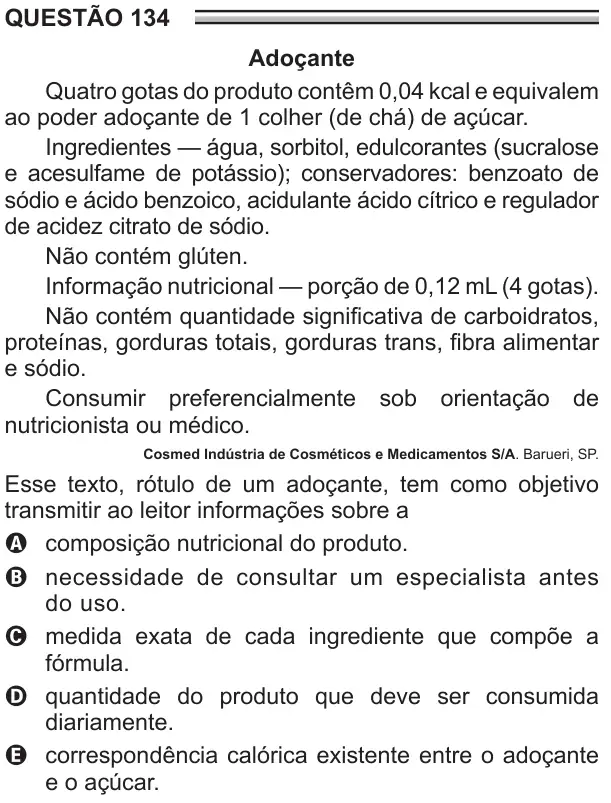 QUESTÃO 134
Adoçante
Quatro gotas do produto contêm 0,04 kcal e equivalem
ao poder adoçante de 1 colher (de chá) de açúcar.
Ingredientes — água, sorbitol, edulcorantes (sucralose
e acesulfame de potássio); conservadores: benzoato de
sódio e ácido benzoico, acidulante ácido cítrico e regulador
de acidez citrato de sódio.
Não contém glúten.
Informação nutricional — porção de 0,12 mL (4 gotas).
Não contém quantidade significativa de carboidratos,
proteínas, gorduras totais, gorduras trans, fibra alimentar
e sódio.
Consumir preferencialmente sob orientação de
nutricionista ou médico.
Cosmed Indústria de Cosméticos e Medicamentos S/A. Barueri, SP.
Esse texto, rótulo de um adoçante, tem como objetivo
transmitir ao leitor informações sobre a
A composição nutricional do produto.
B necessidade de consultar um especialista antes
do uso.
C medida exata de cada ingrediente que compõe a
fórmula.
D quantidade do produto que deve ser consumida
diariamente.
E correspondência calórica existente entre o adoçante
e o açúcar.